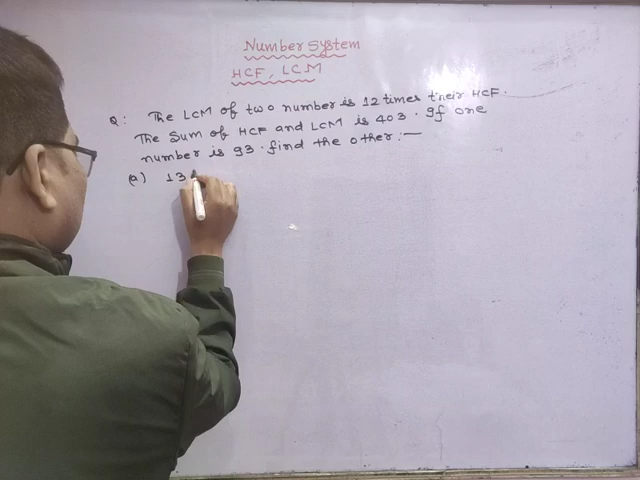 Number System
HCF, LCM
Q: The LCM of two number is 12 times their HCF.
The Sum of HCF and LCM is 403. If one
number is 93. find the other:—
(a) 13